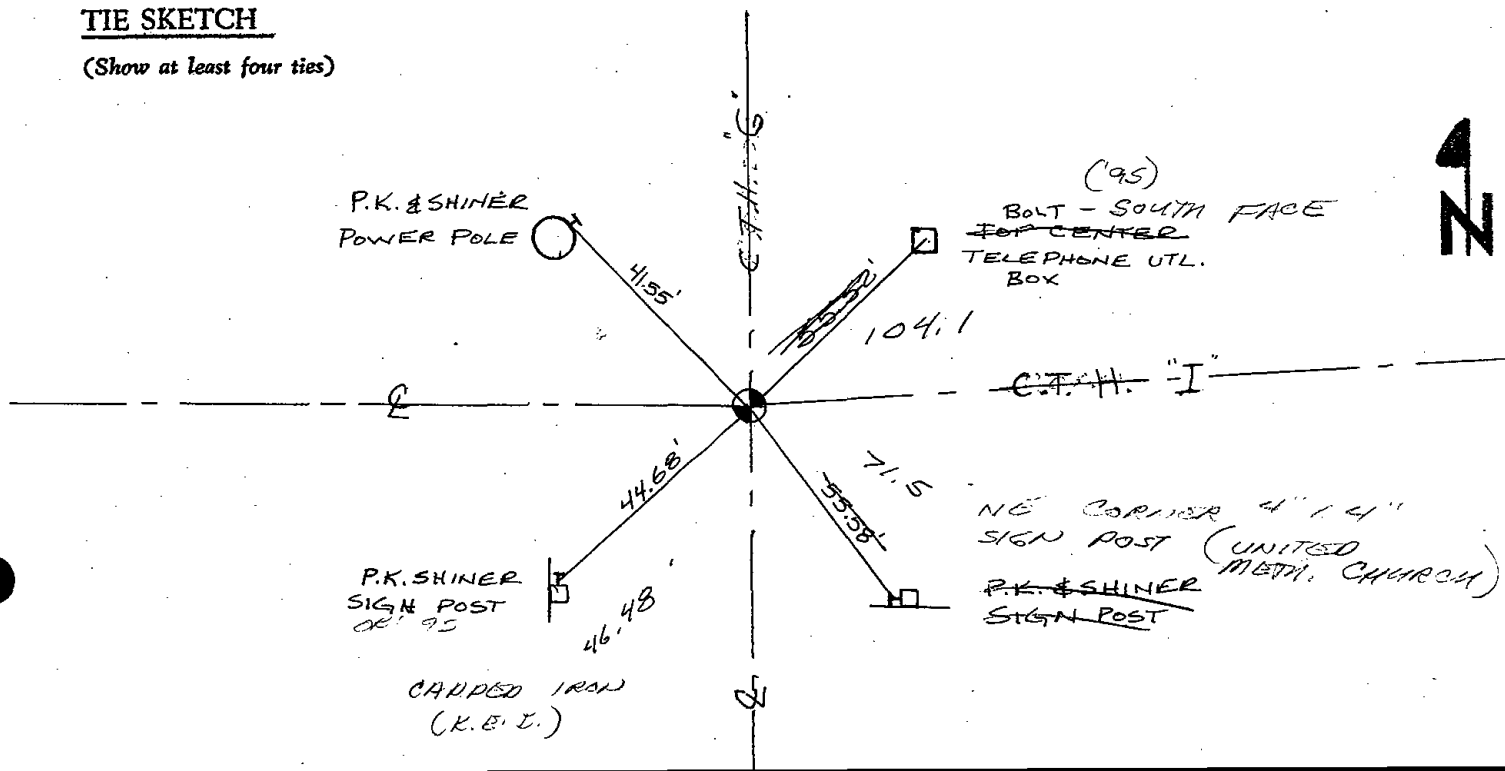 TIE SKETCH
(Show at least four ties)
C.T.H. "G"
P.K. & SHINER
POWER POLE
41.55'
('95)
BOLT - SOUTH FACE
TOP CENTER
TELEPHONE UTL.
BOX
104.1
N
C.T.H. "I"
℄
44.68'
71.5
55.58'
NE CORNER 4" x 4"
SIGN POST (UNITED
METH. CHURCH)
P.K. & SHINER
SIGN POST
P.K. SHINER
SIGN POST
OK '95
46.48'
CAPPED IRON
(K.E.I.)
℄